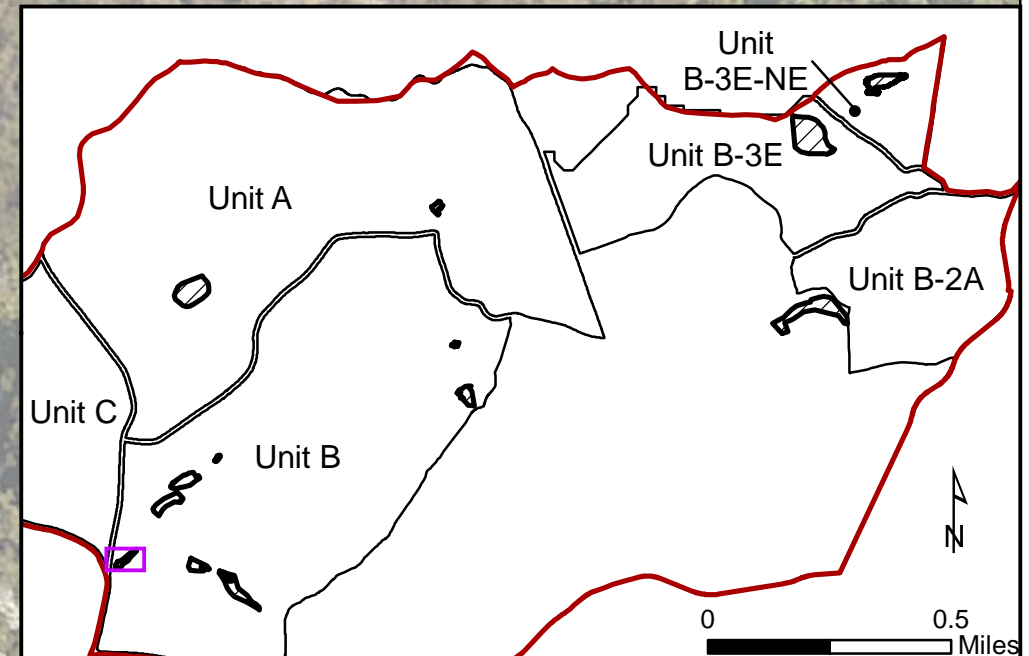 Unit
B-3E-NE
Unit B-3E
Unit A
Unit B-2A
Unit C
Unit B
N
0 0.5
Miles